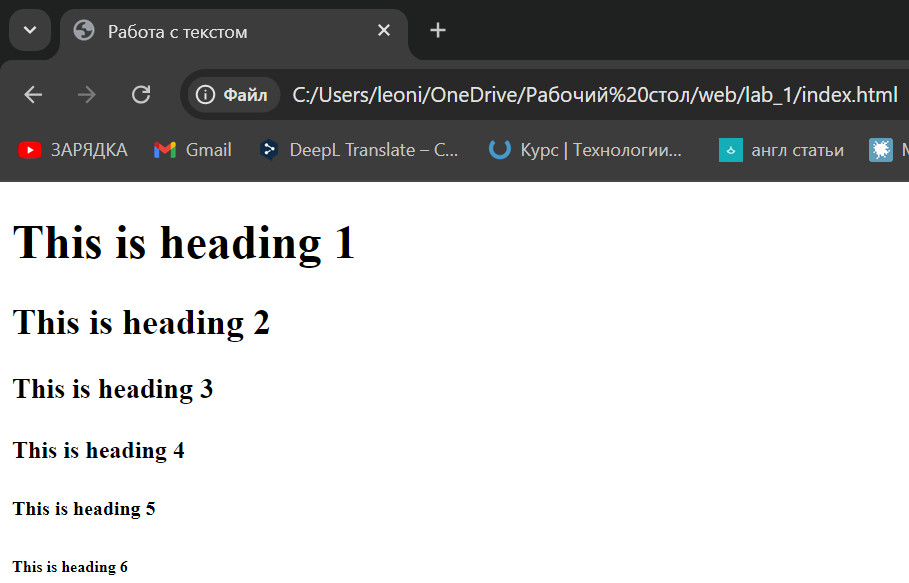 Работа с текстом
Файл C:/Users/leoni/OneDrive/Рабочий%20стол/web/lab_1/index.html
ЗАРЯДКА Gmail DeepL Translate – C... Курс | Технологии... англ статьи M
This is heading 1
This is heading 2
This is heading 3
This is heading 4
This is heading 5
This is heading 6